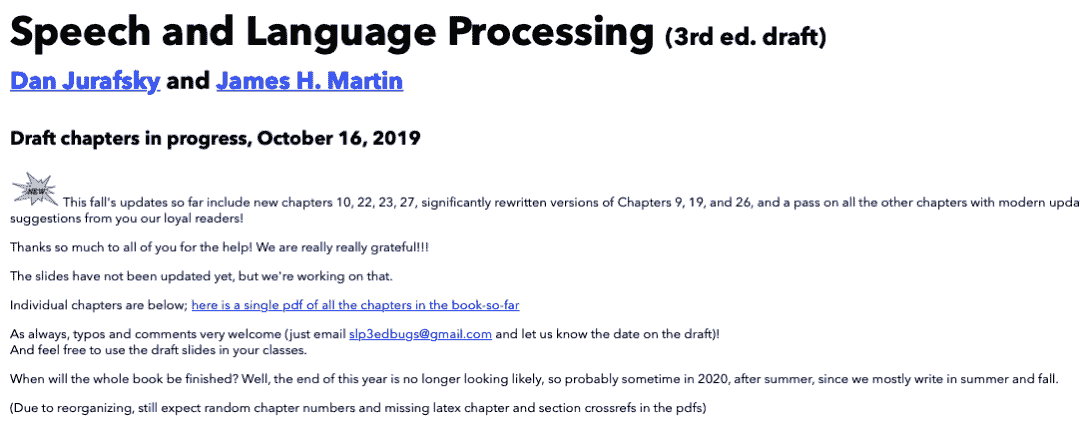 Speech and Language Processing (3rd ed. draft)
Dan Jurafsky and James H. Martin
Draft chapters in progress, October 16, 2019
NEW This fall's updates so far include new chapters 10, 22, 23, 27, significantly rewritten versions of Chapters 9, 19, and 26, and a pass on all the other chapters with modern upda
suggestions from you our loyal readers!
Thanks so much to all of you for the help! We are really really grateful!!!
The slides have not been updated yet, but we're working on that.
Individual chapters are below; here is a single pdf of all the chapters in the book-so-far
As always, typos and comments very welcome (just email slp3edbugs@gmail.com and let us know the date on the draft)!
And feel free to use the draft slides in your classes.
When will the whole book be finished? Well, the end of this year is no longer looking likely, so probably sometime in 2020, after summer, since we mostly write in summer and fall.
(Due to reorganizing, still expect random chapter numbers and missing latex chapter and section crossrefs in the pdfs)